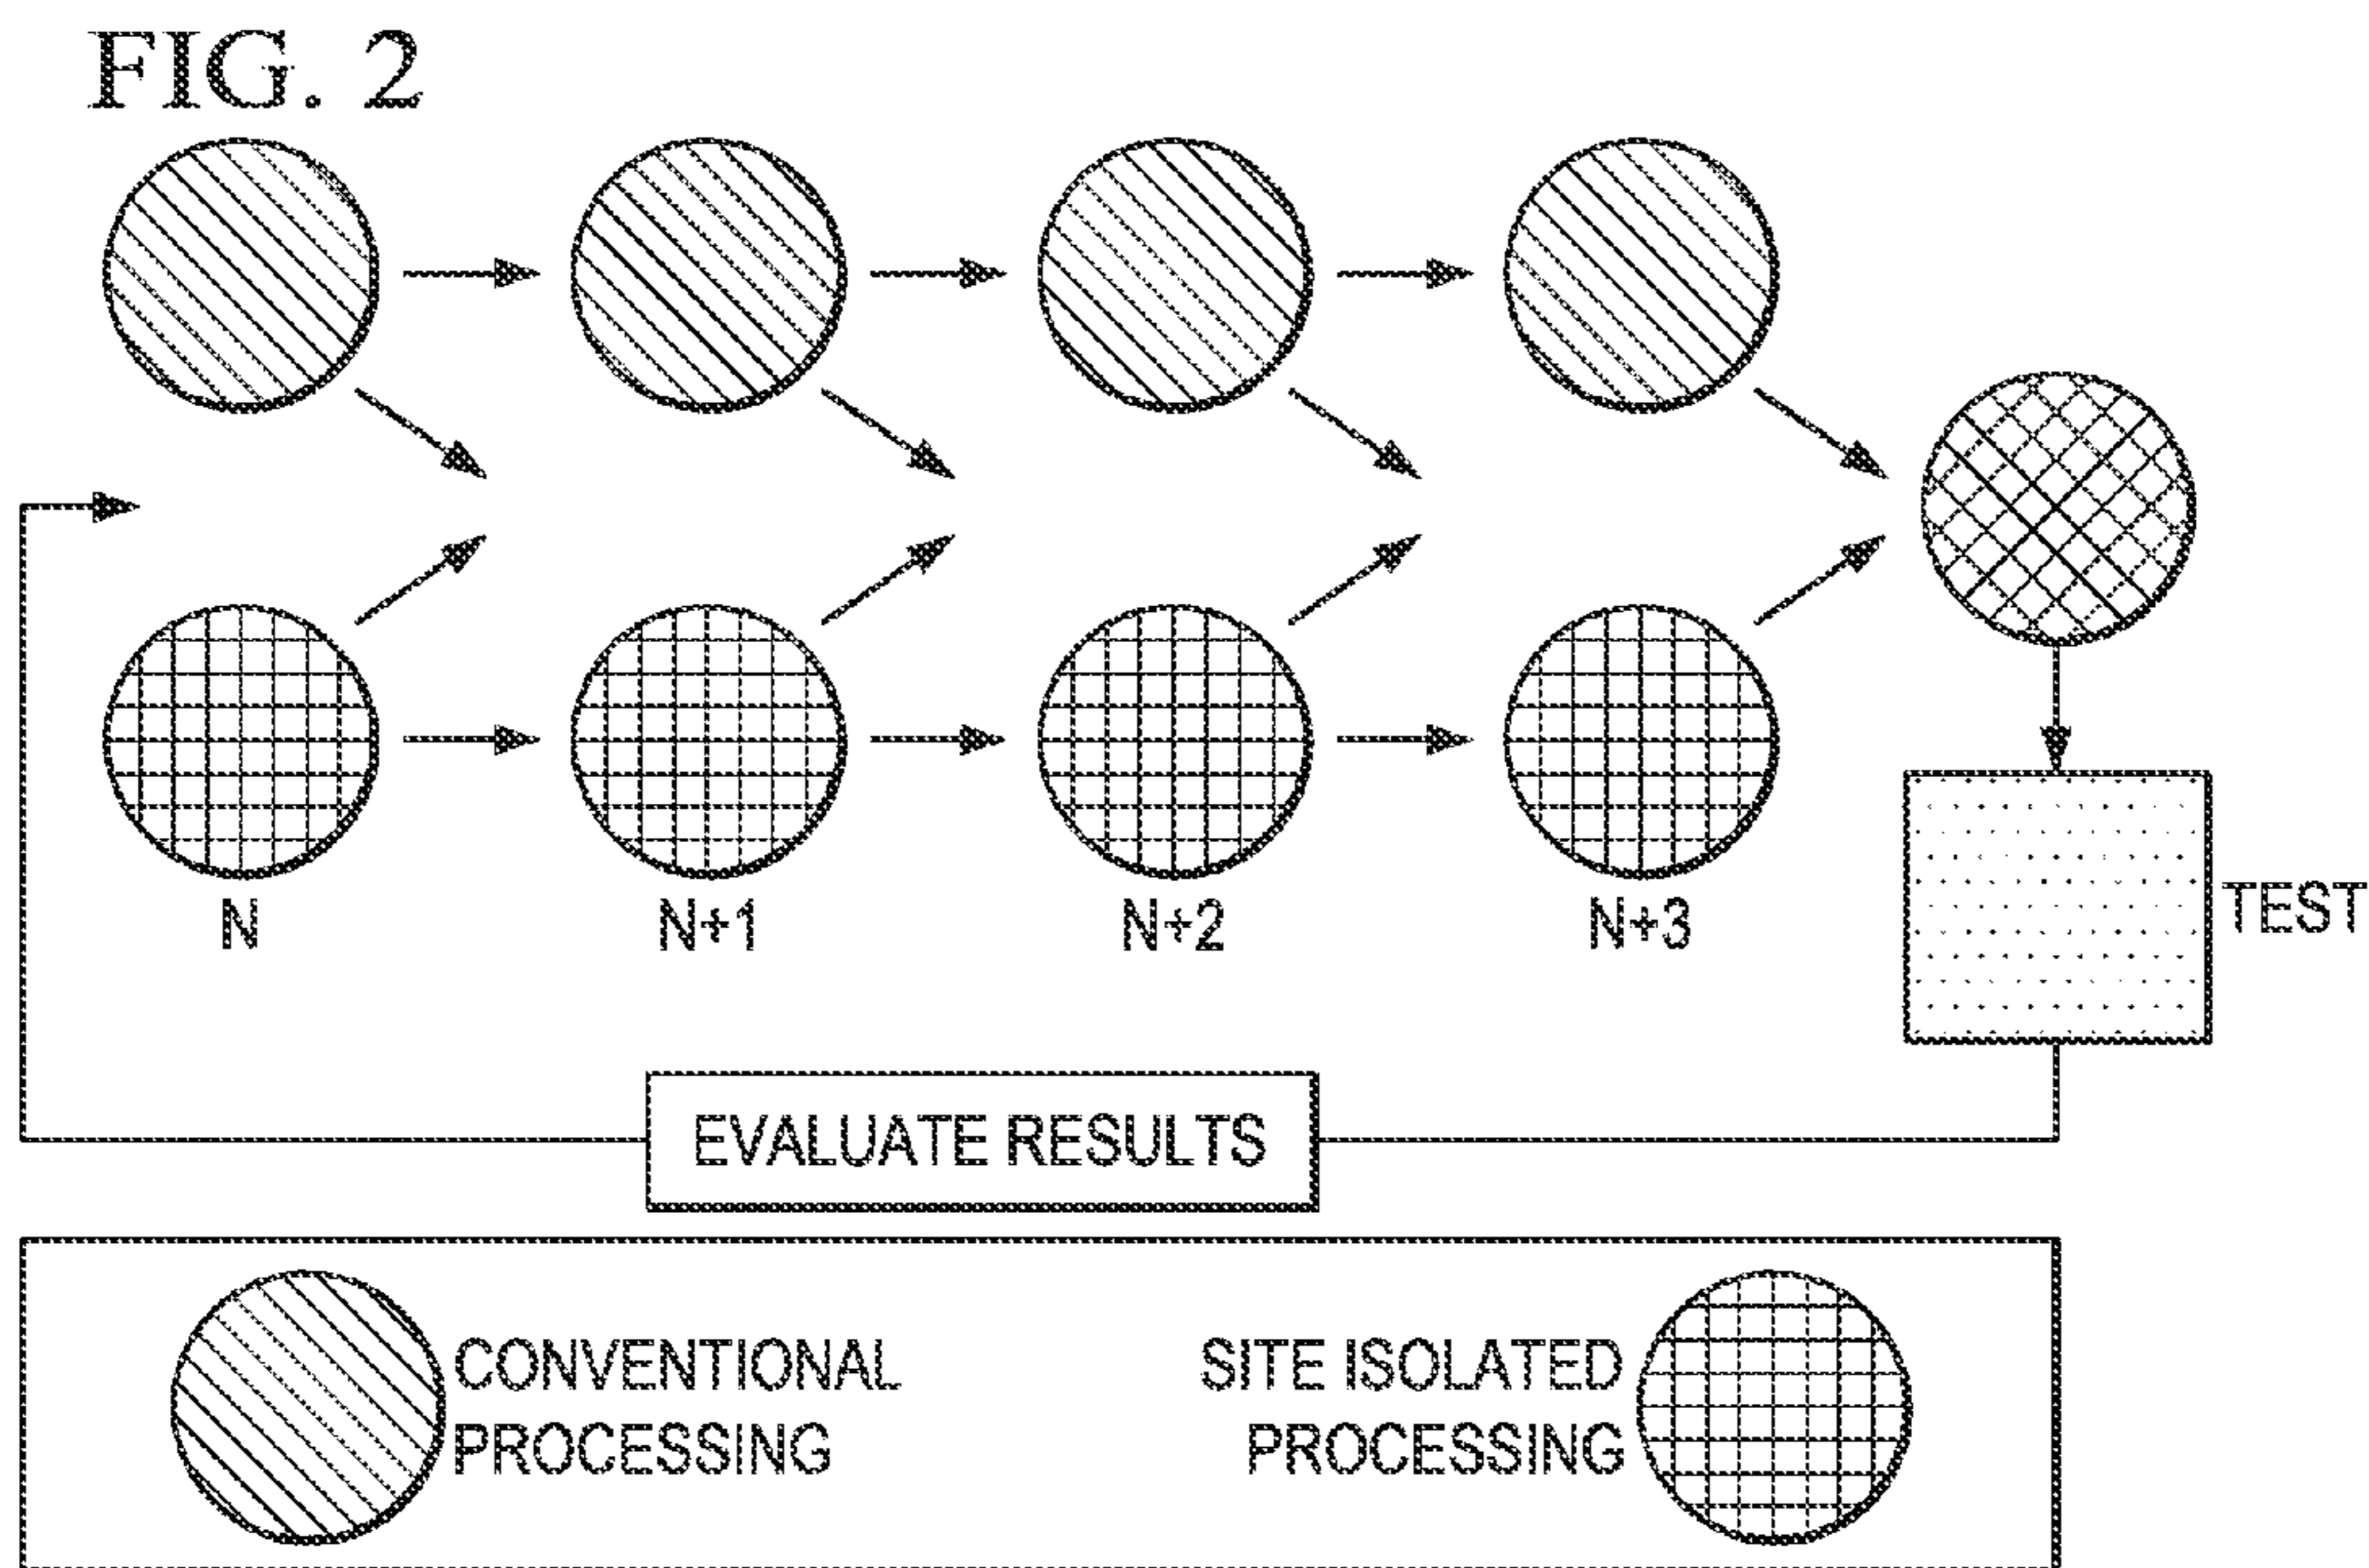 FIG. 2
N
N+1
N+2
N+3
TEST
EVALUATE RESULTS
CONVENTIONAL
PROCESSING
SITE ISOLATED
PROCESSING